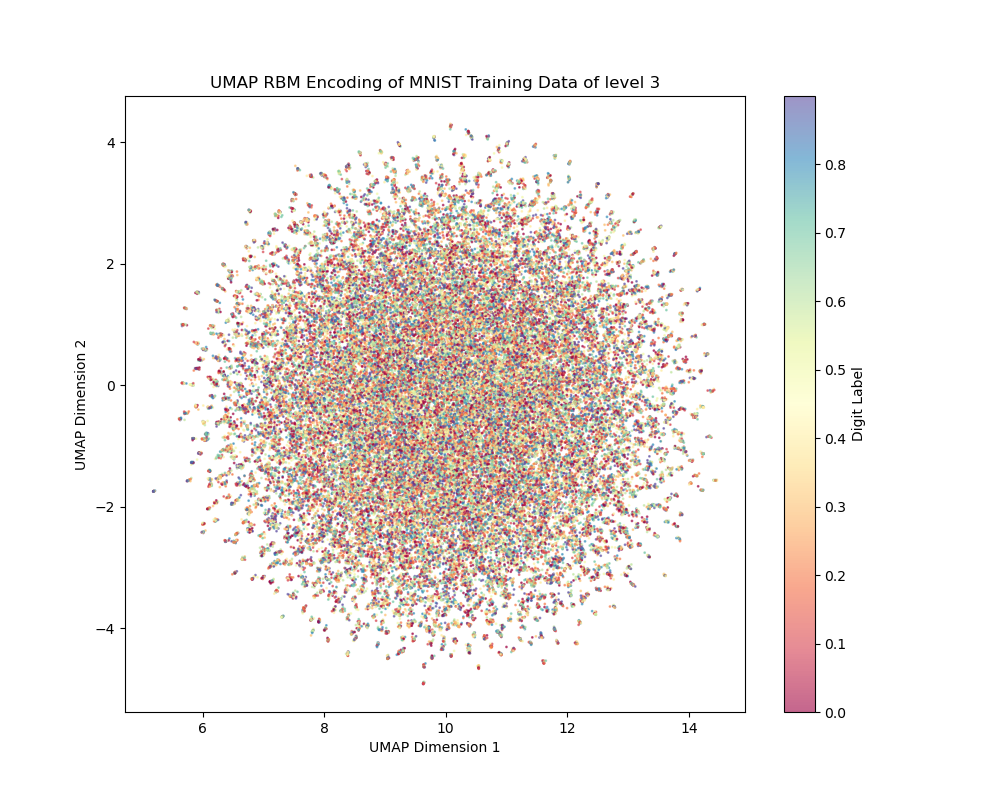 UMAP RBM Encoding of MNIST Training Data of level 3
4
2
0
−2
−4
UMAP Dimension 2
6 8 10 12 14
UMAP Dimension 1
0.8
0.7
0.6
0.5
0.4
0.3
0.2
0.1
0.0
Digit Label